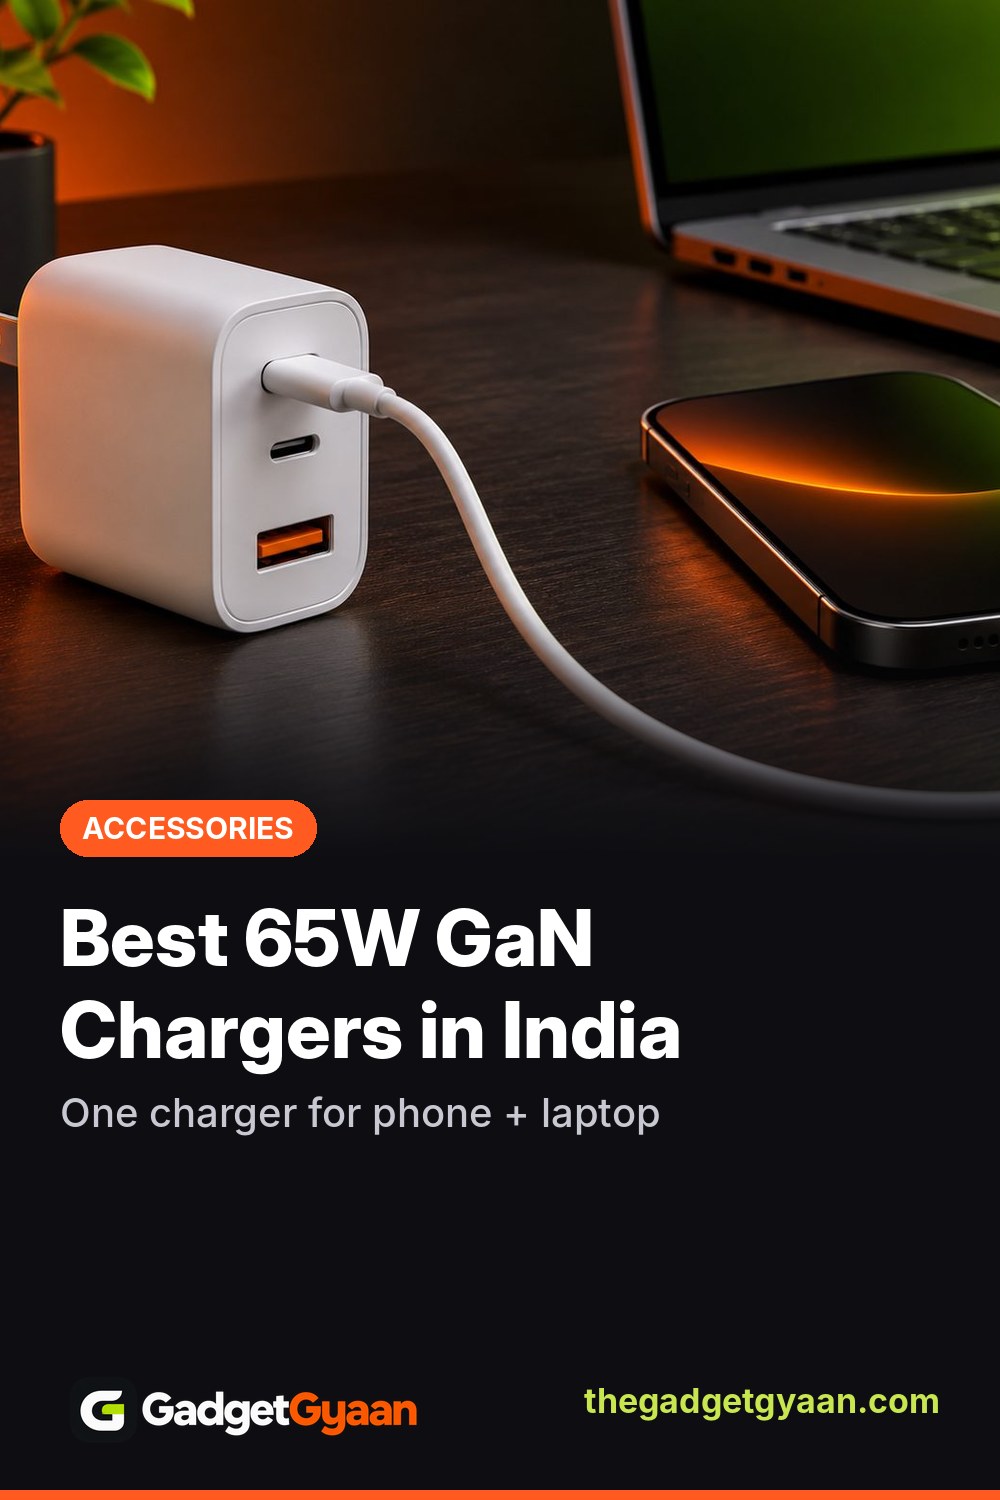 ACCESSORIES
Best 65W GaN
Chargers in India
One charger for phone + laptop
GadgetGyaan
thegadgetgyaan.com